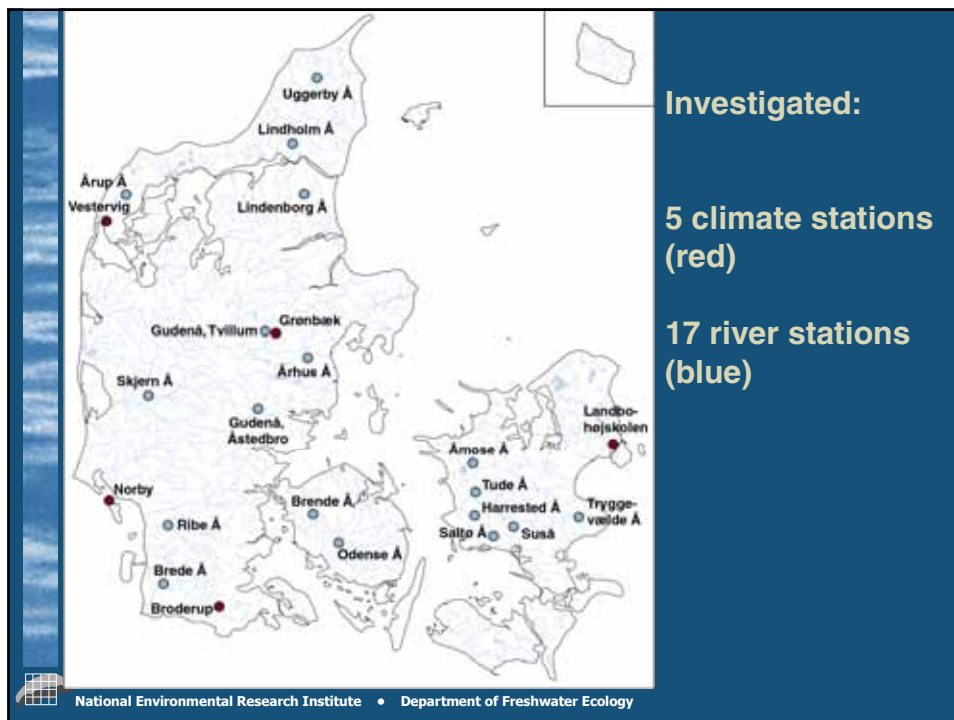 Uggerby Å
Lindholm Å
Årup Å
Vestervig
Lindenborg Å
Gudenå, Tvillum
Grønbæk
Århus Å
Skjern Å
Gudenå,
Åstedbro
Landbo-
højskolen
Åmose Å
Norby
Brende Å
Tude Å
Harrested Å
Trygge-
vælde Å
Ribe Å
Saltø Å
Suså
Odense Å
Brede Å
Broderup
Investigated:
5 climate stations
(red)
17 river stations
(blue)
National Environmental Research Institute • Department of Freshwater Ecology